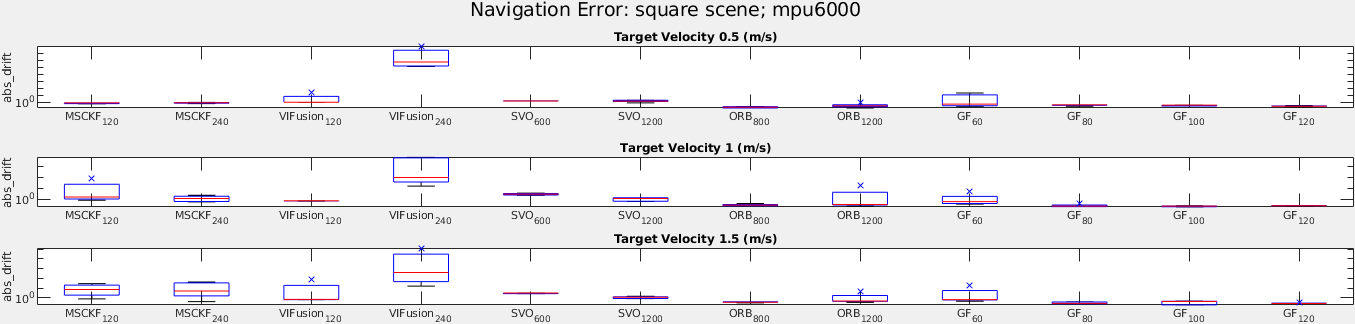 Navigation Error: square scene; mpu6000
Target Velocity 0.5 (m/s)
abs_drift
10^0
MSCKF_120 MSCKF_240 VIFusion_120 VIFusion_240 SVO_600 SVO_1200 ORB_800 ORB_1200 GF_60 GF_80 GF_100 GF_120
Target Velocity 1 (m/s)
abs_drift
10^0
MSCKF_120 MSCKF_240 VIFusion_120 VIFusion_240 SVO_600 SVO_1200 ORB_800 ORB_1200 GF_60 GF_80 GF_100 GF_120
Target Velocity 1.5 (m/s)
abs_drift
10^0
MSCKF_120 MSCKF_240 VIFusion_120 VIFusion_240 SVO_600 SVO_1200 ORB_800 ORB_1200 GF_60 GF_80 GF_100 GF_120